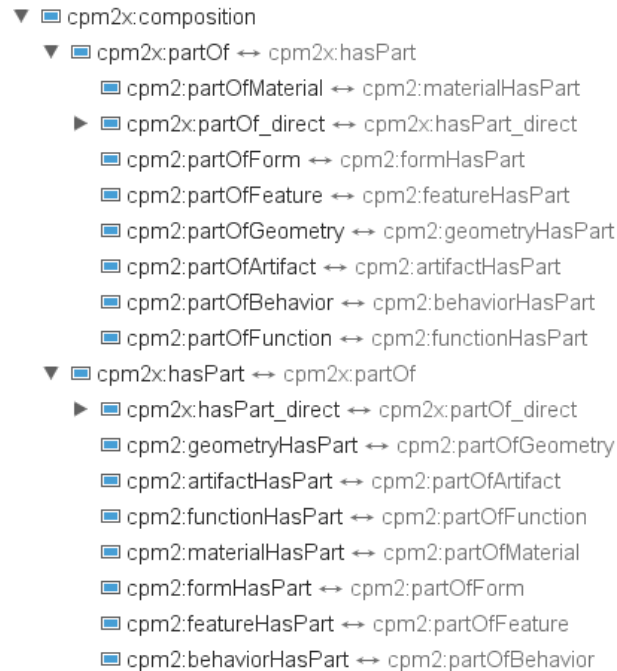 cpm2x:composition
cpm2x:partOf ↔ cpm2x:hasPart
cpm2:partOfMaterial ↔ cpm2:materialHasPart
cpm2x:partOf_direct ↔ cpm2x:hasPart_direct
cpm2:partOfForm ↔ cpm2:formHasPart
cpm2:partOfFeature ↔ cpm2:featureHasPart
cpm2:partOfGeometry ↔ cpm2:geometryHasPart
cpm2:partOfArtifact ↔ cpm2:artifactHasPart
cpm2:partOfBehavior ↔ cpm2:behaviorHasPart
cpm2:partOfFunction ↔ cpm2:functionHasPart
cpm2x:hasPart ↔ cpm2x:partOf
cpm2x:hasPart_direct ↔ cpm2x:partOf_direct
cpm2:geometryHasPart ↔ cpm2:partOfGeometry
cpm2:artifactHasPart ↔ cpm2:partOfArtifact
cpm2:functionHasPart ↔ cpm2:partOfFunction
cpm2:materialHasPart ↔ cpm2:partOfMaterial
cpm2:formHasPart ↔ cpm2:partOfForm
cpm2:featureHasPart ↔ cpm2:partOfFeature
cpm2:behaviorHasPart ↔ cpm2:partOfBehavior